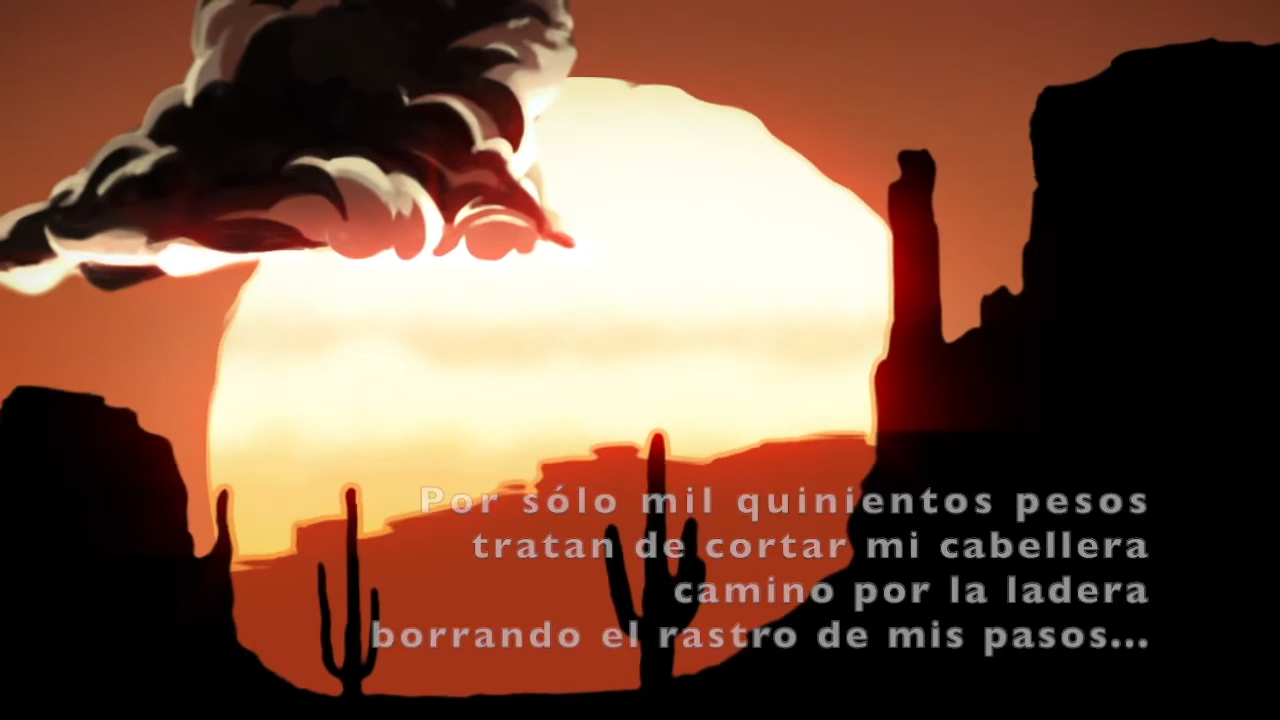 Por sólo mil quinientos pesos
tratan de cortar mi cabellera
camino por la ladera
borrando el rastro de mis pasos...